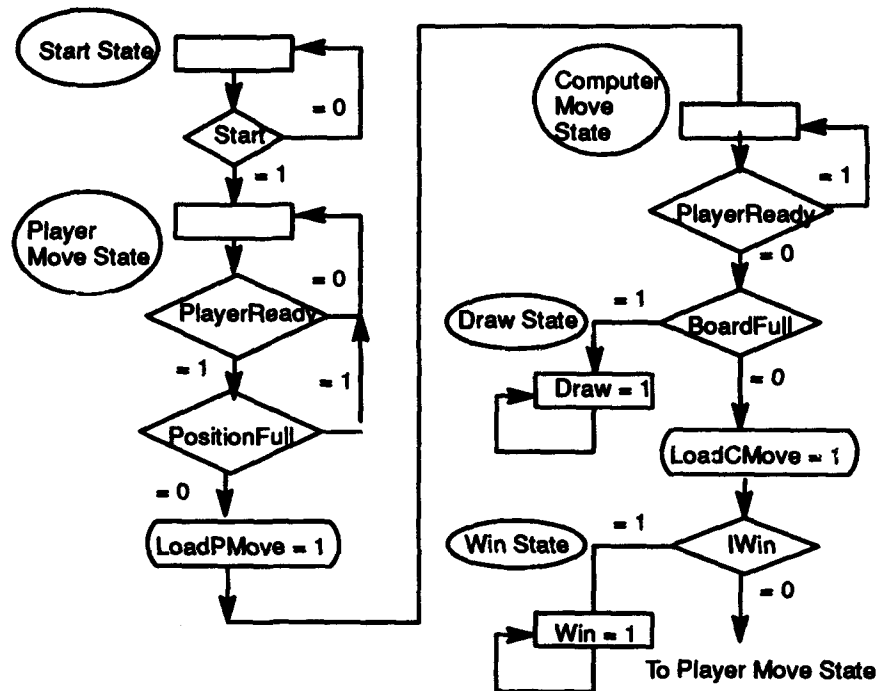 Start State
= 0
Start
= 1
Player
Move State
= 0
PlayerReady
= 1
= 1
PositionFull
= 0
LoadPMove = 1
Computer
Move
State
= 1
PlayerReady
= 0
Draw State
= 1
BoardFull
Draw = 1
= 0
LoadCMove = 1
Win State
= 1
IWin
= 0
Win = 1
To Player Move State